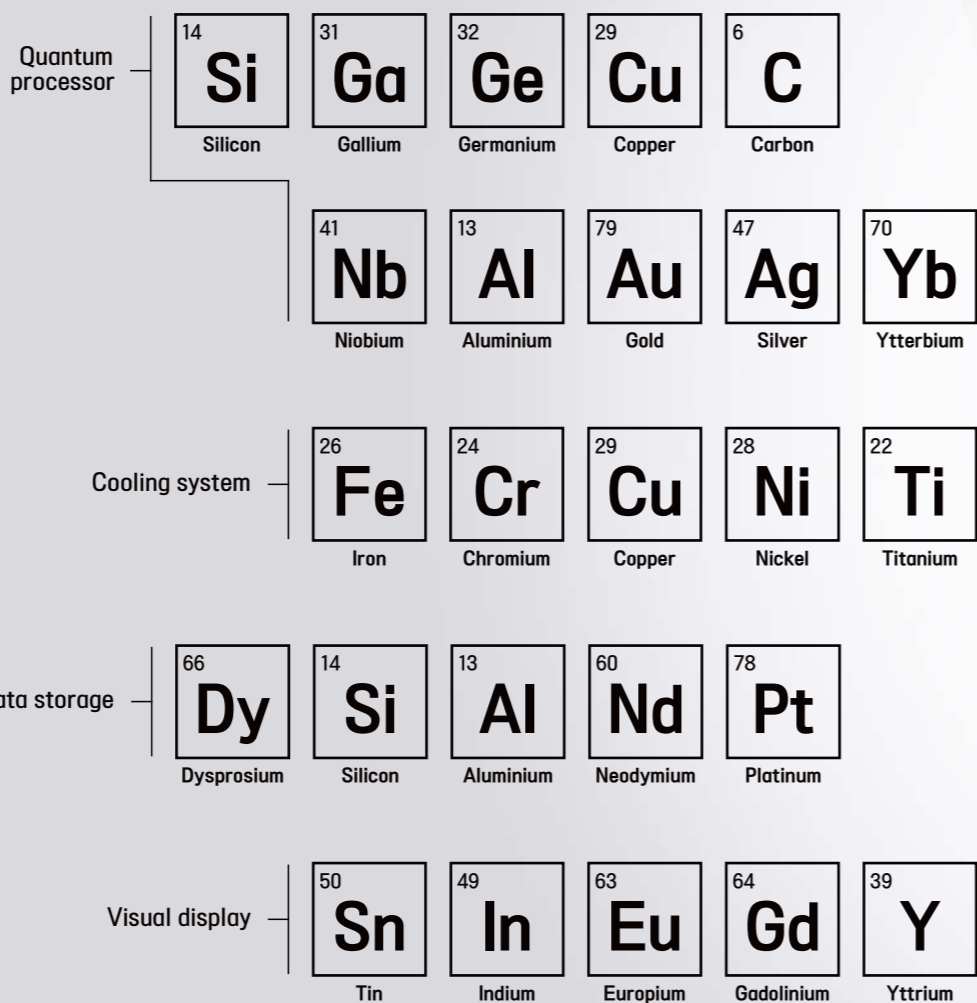 Quantum
processor
14 31 32 29 6
Si Ga Ge Cu C
Silicon Gallium Germanium Copper Carbon
41 13 79 47 70
Nb Al Au Ag Yb
Niobium Aluminium Gold Silver Ytterbium
Cooling system
26 24 29 28 22
Fe Cr Cu Ni Ti
Iron Chromium Copper Nickel Titanium
ata storage
66 14 13 60 78
Dy Si Al Nd Pt
Dysprosium Silicon Aluminium Neodymium Platinum
Visual display
50 49 63 64 39
Sn In Eu Gd Y
Tin Indium Europium Gadolinium Yttrium